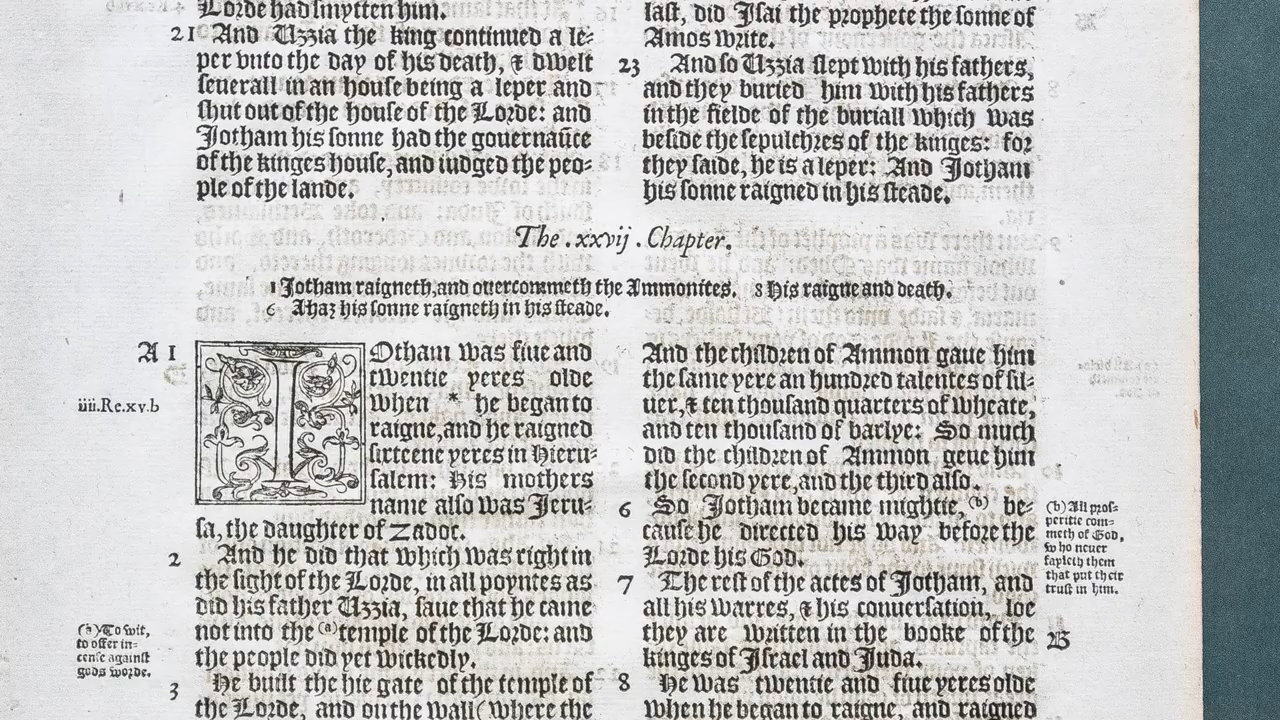 Lorde had smytten him.
21 And Uzzia the king continued a le-
per vnto the day of his death, & dwelt
seuerall in an house being a leper and
shut out of the house of the Lorde: and
Jotham his sonne had the gouernaūce
of the kinges house, and iudged the peo-
ple of the lande.
last, did Jsai the prophete the sonne of
Amos write.
23 And so Uzzia slept with his fathers,
and they buried him with his fathers
in the fielde of the buriall which was
beside the sepulchres of the kinges: for
they saide, he is a leper: And Jotham
his sonne raigned in his steade.
The .xxvij. Chapter.
1 Jotham raigneth, and ouercommeth the Ammonites. 8 His raigne and death.
6 Ahaz his sonne raigneth in his steade.
A 1 IOtham was fiue and
twentie yeres olde
iiii.Re.xv.b when * he began to
raigne, and he raigned
sixteene yeres in Hieru-
salem: His mothers
name also was Jeru-
sa, the daughter of Zadoc.
2 And he did that which was right in
the sight of the Lorde, in all poyntes as
did his father Uzzia, saue that he came
not into the (a) temple of the Lorde: and
the people did yet wickedly.
(a) To wit,
to offer in-
cense against
gods worde.
3 He built the hie gate of the temple of
the Lorde, and on the wall (where the
And the children of Ammon gaue him
the same yere an hundred talentes of sil-
uer, & ten thousand quarters of wheate,
and ten thousand of barlye: So much
did the children of Ammon geue him
the second yere, and the third also.
6 So Jotham became mightie, (b) be-
cause he directed his way before the
Lorde his God.
(b) All pros-
peritie com-
meth of God,
who neuer
fayleth them
that put their
trust in him.
7 The rest of the actes of Jotham, and
all his warres, & his conuersation, loe
they are written in the booke of the B
kinges of Israel and Juda.
8 He was twentie and fiue yeres olde
when he began to raigne, and raigned